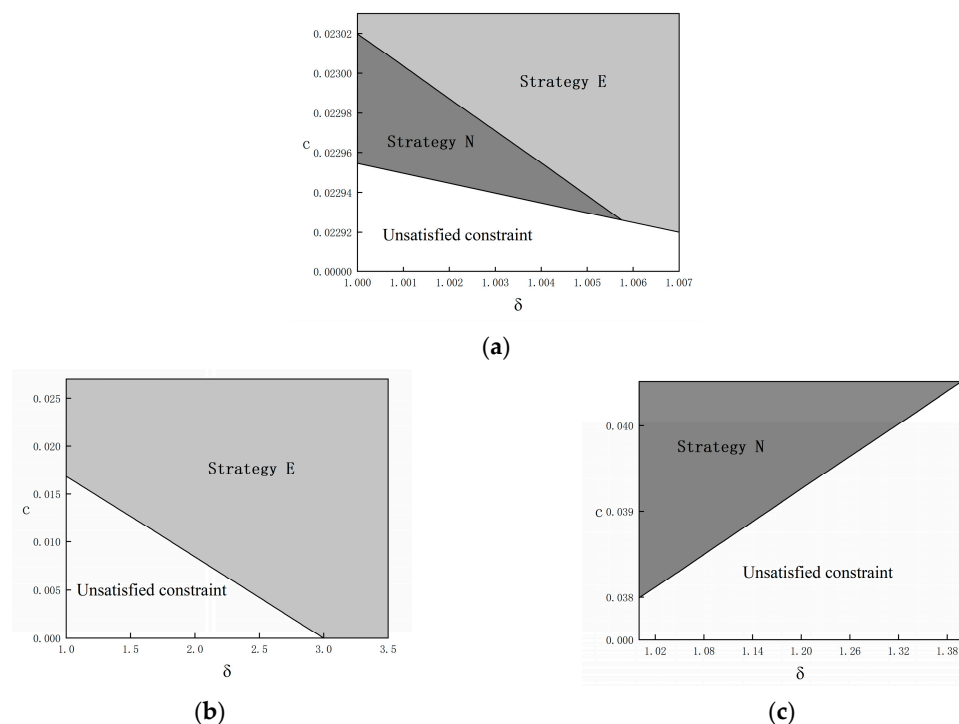 0.02302
0.02300
Strategy E
0.02298
c
Strategy N
0.02296
0.02294
Unsatisfied constraint
0.02292
0.00000
1.000 1.001 1.002 1.003 1.004 1.005 1.006 1.007
δ
(a)
0.025
0.020
Strategy E
0.015
c
0.010
Unsatisfied constraint
0.005
0.000
1.0 1.5 2.0 2.5 3.0 3.5
δ
(b)
0.040
Strategy N
c 0.039
Unsatisfied constraint
0.038
0.000
1.02 1.08 1.14 1.20 1.26 1.32 1.38
δ
(c)